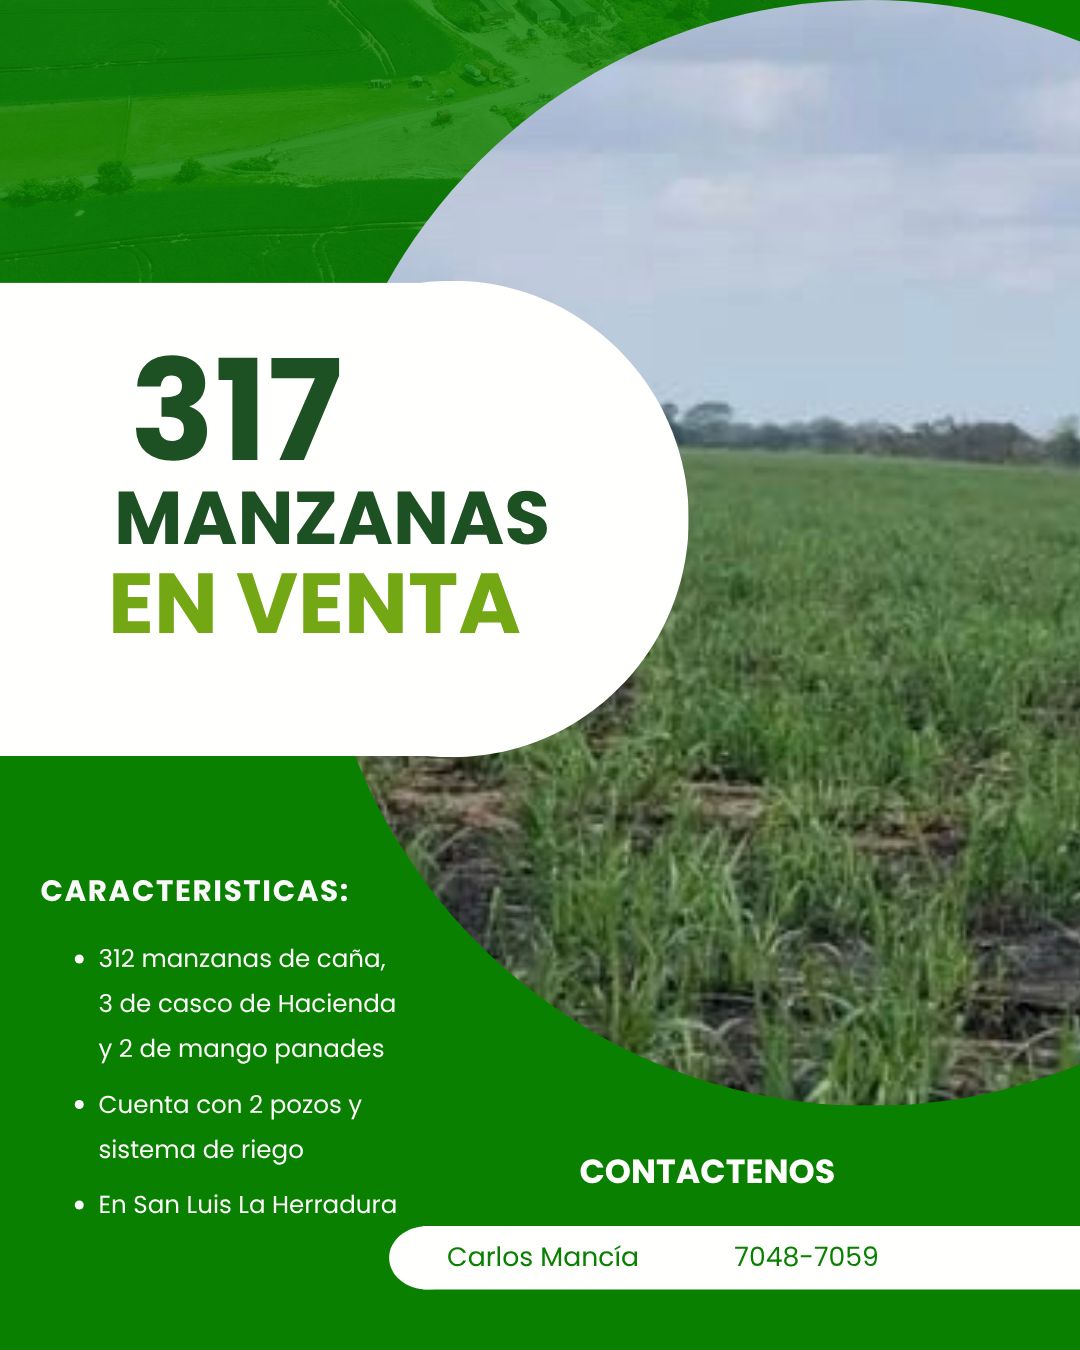 317
MANZANAS
EN VENTA
CARACTERISTICAS:
• 312 manzanas de caña,
3 de casco de Hacienda
y 2 de mango panades
• Cuenta con 2 pozos y
sistema de riego
• En San Luis La Herradura
CONTACTENOS
Carlos Mancía 7048-7059